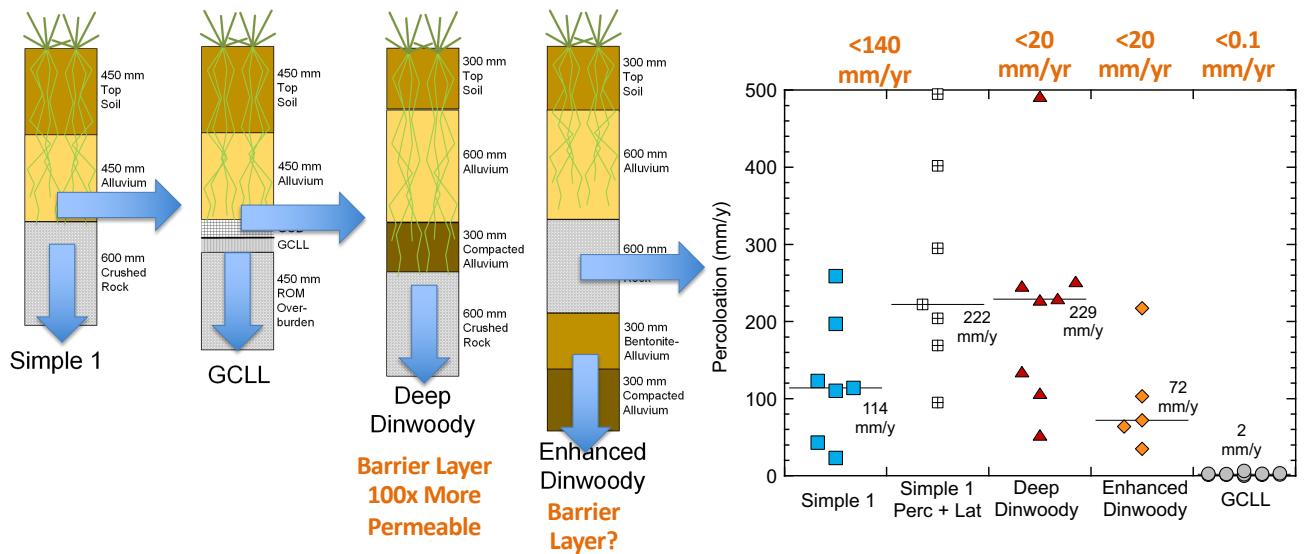 450 mm
Top
Soil
450 mm
Alluvium
600 mm
Crushed
Rock
Simple 1
450 mm
Top
Soil
450 mm
Alluvium
GCLL
450 mm
ROM
Over-
burden
GCLL
300 mm
Top
Soil
600 mm
Alluvium
300 mm
Compacted
Alluvium
600 mm
Crushed
Rock
Deep
Dinwoody
Barrier Layer
100x More
Permeable
300 mm
Top
Soil
600 mm
Alluvium
600 mm
Rock
300 mm
Bentonite-
Alluvium
300 mm
Compacted
Alluvium
Enhanced
Dinwoody
Barrier
Layer?
<140
mm/yr
<20
mm/yr
<20
mm/yr
<0.1
mm/yr
Percoloation (mm/y)
500
400
300
200
100
0
114
mm/y
222
mm/y
229
mm/y
72
mm/y
2
mm/y
Simple 1
Simple 1
Perc + Lat
Deep
Dinwoody
Enhanced
Dinwoody
GCLL